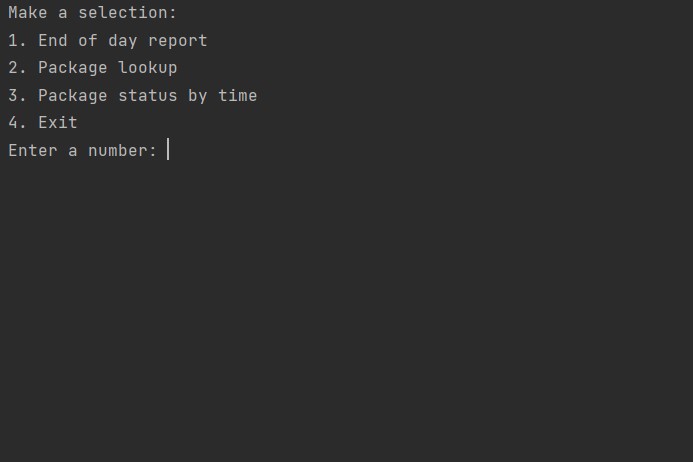 Make a selection:
1. End of day report
2. Package lookup
3. Package status by time
4. Exit
Enter a number: